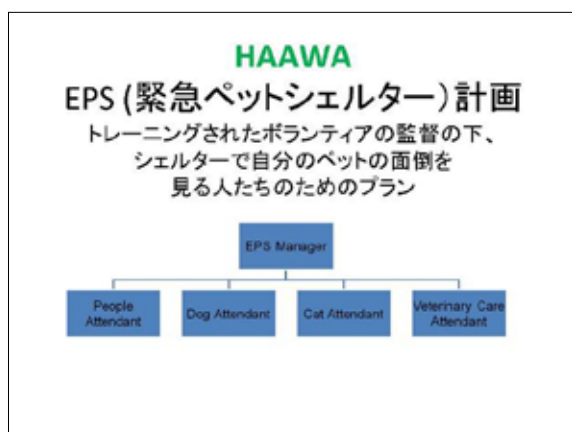 HAAWA
EPS (緊急ペットシェルター)計画
トレーニングされたボランティアの監督の下、
シェルターで自分のペットの面倒を
見る人たちのためのプラン
EPS Manager
People
Attendant
Dog Attendant
Cat Attendant
Veterinary Care
Attendant